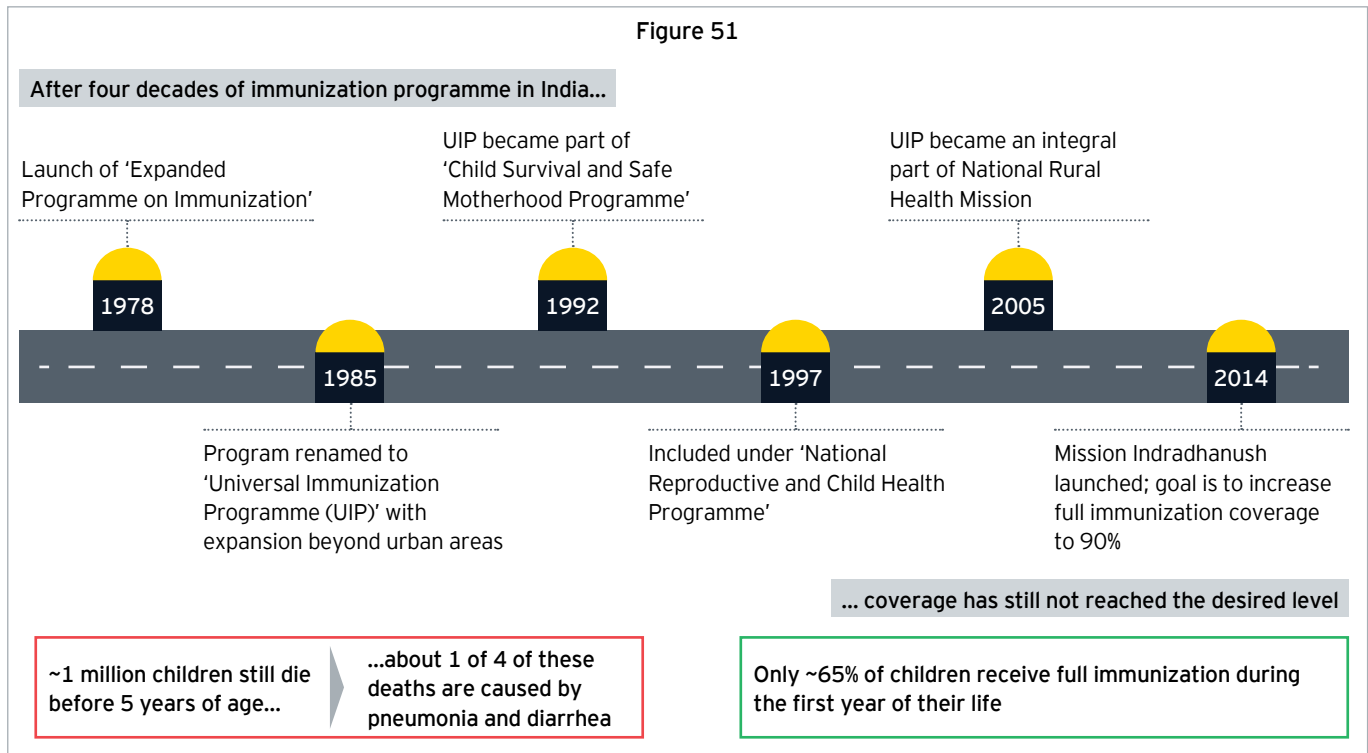 Figure 51
After four decades of immunization programme in India...
Launch of ‘Expanded
Programme on Immunization’
UIP became part of
‘Child Survival and Safe
Motherhood Programme’
UIP became an integral
part of National Rural
Health Mission
1978
1992
2005
1985
1997
2014
Program renamed to
‘Universal Immunization
Programme (UIP)’ with
expansion beyond urban areas
Included under ‘National
Reproductive and Child Health
Programme’
Mission Indradhanush
launched; goal is to increase
full immunization coverage
to 90%
... coverage has still not reached the desired level
~1 million children still die
before 5 years of age...
...about 1 of 4 of these
deaths are caused by
pneumonia and diarrhea
Only ~65% of children receive full immunization during
the first year of their life